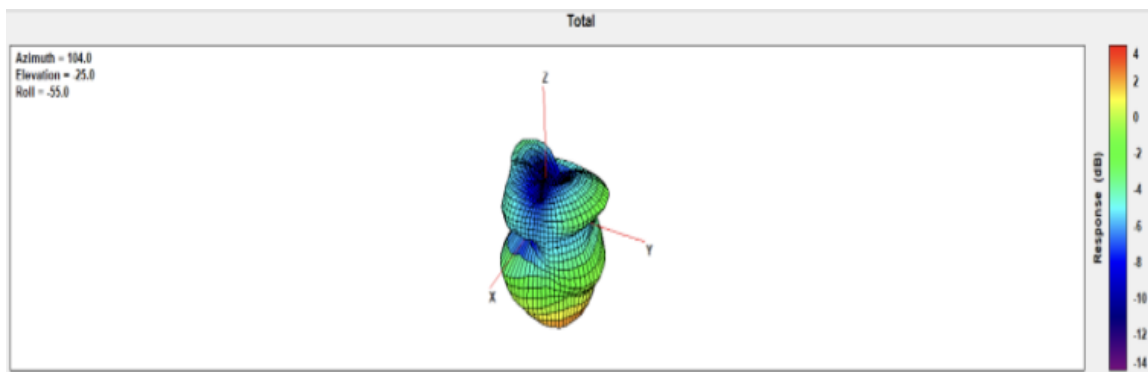 Total
Azimuth = 104.0
Elevation = -25.0
Roll = -55.0
Z
Y
X
4
2
0
-2
-4
-6
-8
-10
-12
-14
Response (dB)